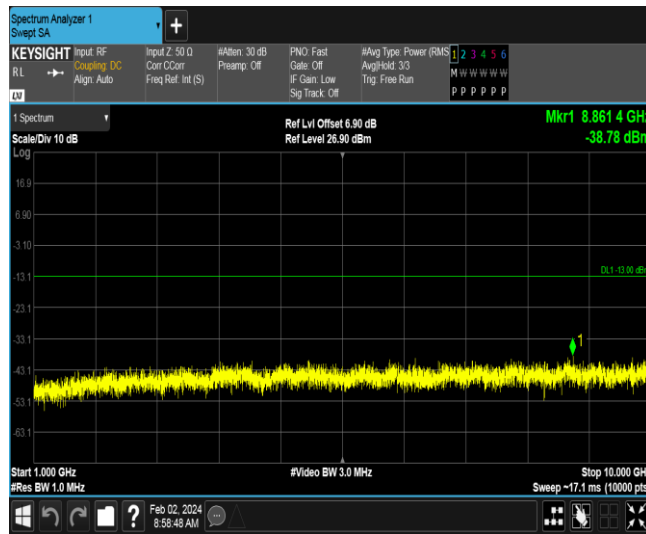 Spectrum Analyzer 1
Swept SA
KEYSIGHT
RL
LXI
Input: RF
Coupling: DC
Align: Auto
Input Z: 50 Ω
Corr CCorr
Freq Ref: Int (S)
#Atten: 30 dB
Preamp: Off
PNO: Fast
Gate: Off
IF Gain: Low
Sig Track: Off
#Avg Type: Power (RMS
Avg|Hold: 3/3
Trig: Free Run
1 2 3 4 5 6
M W W W W W
P P P P P P
1 Spectrum
Scale/Div 10 dB
Ref Lvl Offset 6.90 dB
Ref Level 26.90 dBm
Mkr1 8.861 4 GHz
-38.78 dBm
Log
16.9
6.90
-3.10
-13.1
DL1 -13.00 dBm
-23.1
-33.1
1
-43.1
-53.1
-63.1
Start 1.000 GHz
#Res BW 1.0 MHz
#Video BW 3.0 MHz
Stop 10.000 GHz
Sweep ~17.1 ms (10000 pts
?
Feb 02, 2024
8:58:48 AM